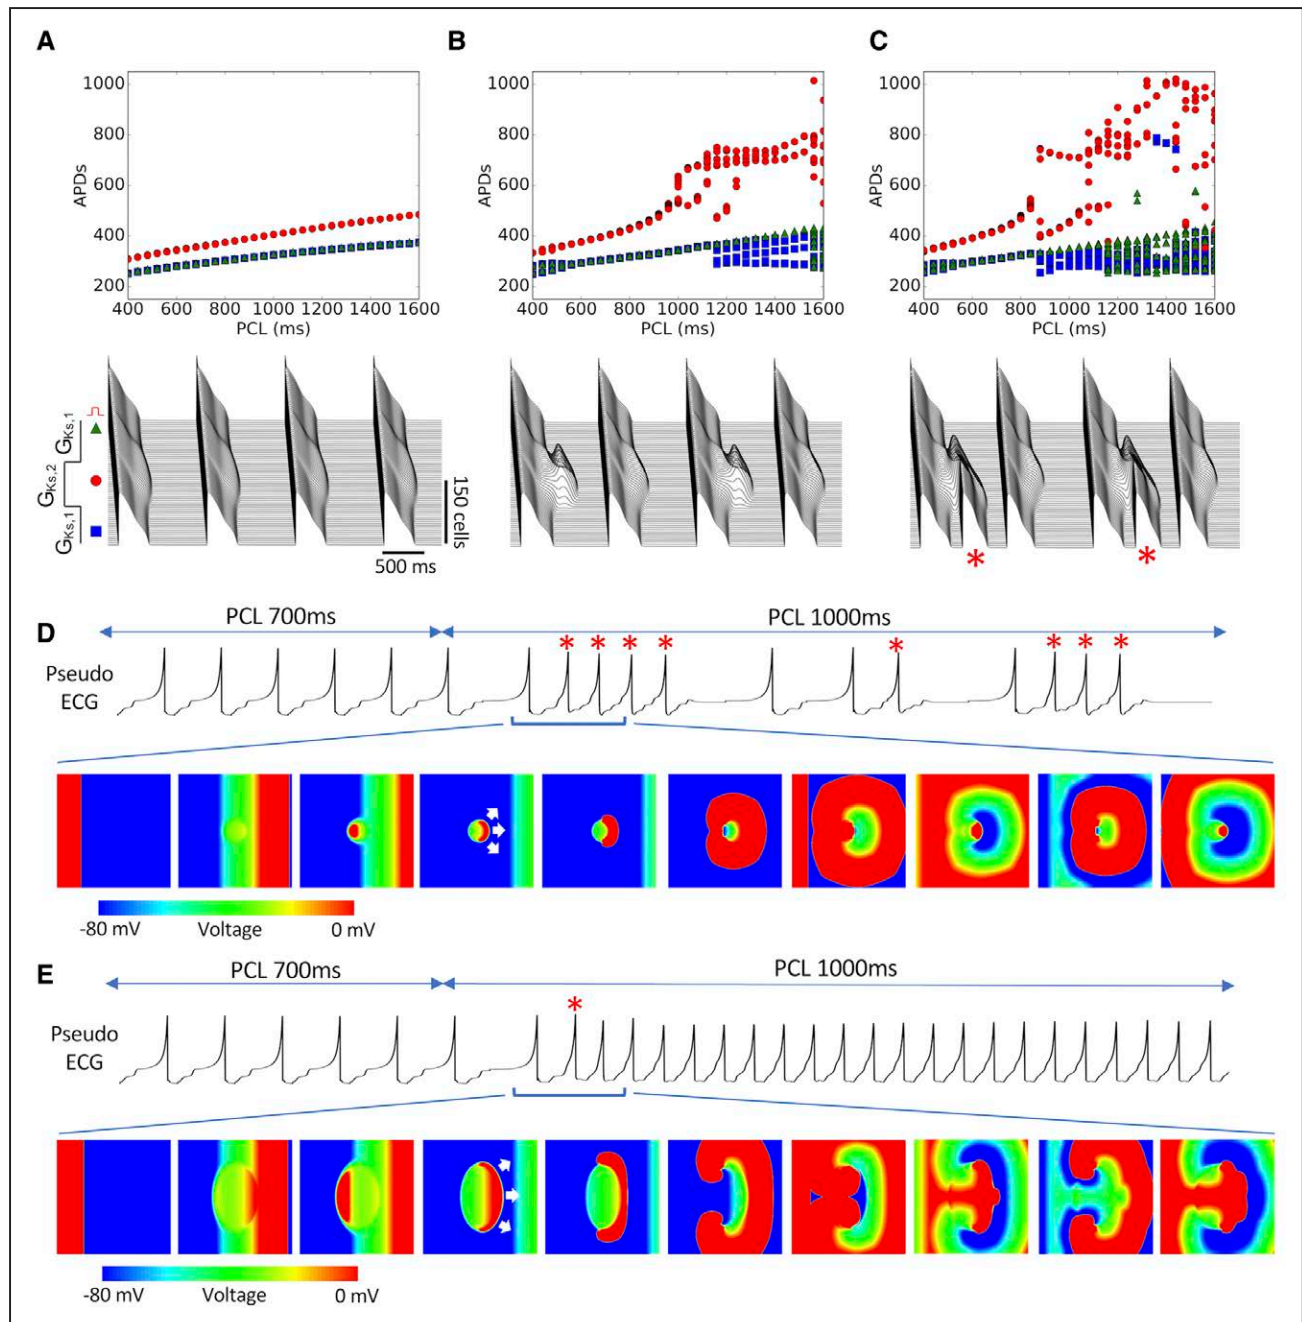 A
B
C
1000
800
600
400
200
APDs
400 600 800 1000 1200 1400 1600
PCL (ms)
1000
800
600
400
200
APDs
400 600 800 1000 1200 1400 1600
PCL (ms)
1000
800
600
400
200
APDs
400 600 800 1000 1200 1400 1600
PCL (ms)
GKs,1
GKs,2
GKs,1
150 cells
500 ms
*
*
D
PCL 700ms
PCL 1000ms
Pseudo
ECG
* * * * * * * *
-80 mV Voltage 0 mV
E
PCL 700ms
PCL 1000ms
Pseudo
ECG
*
-80 mV Voltage 0 mV